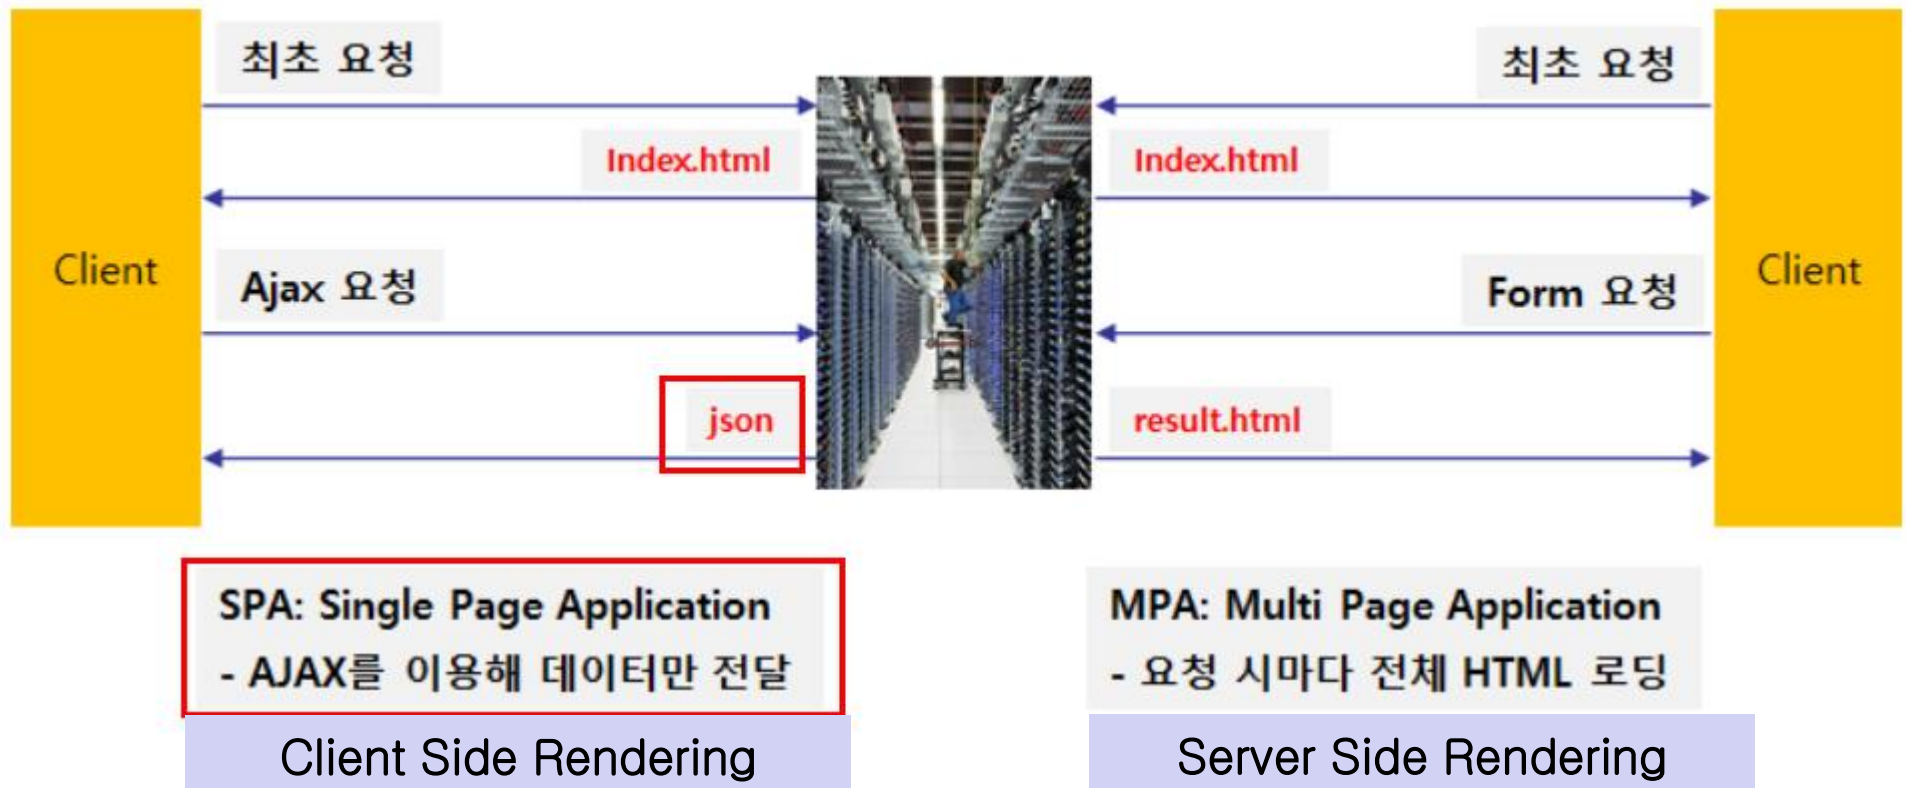 최초 요청
최초 요청
Index.html
Index.html
Client
Ajax 요청
Form 요청
Client
json
result.html
SPA: Single Page Application
- AJAX를 이용해 데이터만 전달
Client Side Rendering
MPA: Multi Page Application
- 요청 시마다 전체 HTML 로딩
Server Side Rendering